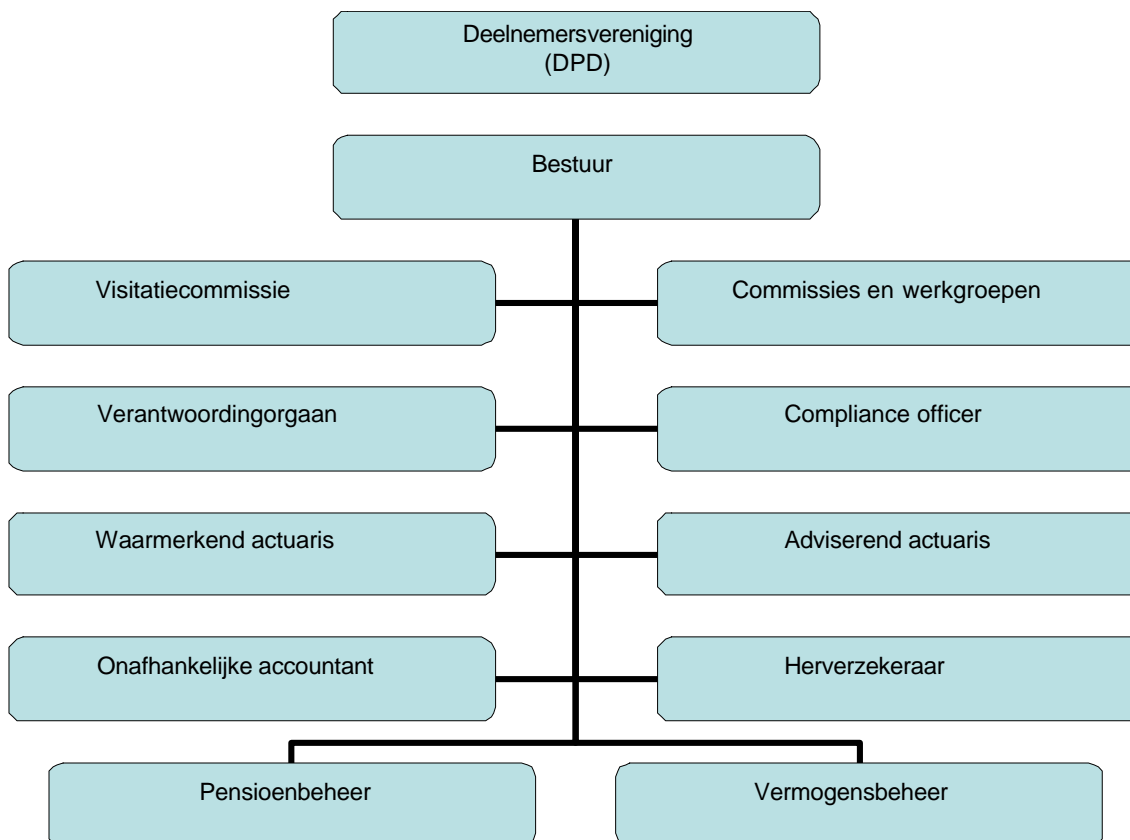 Deelnemersvereniging
(DPD)
Bestuur
Visitatiecommissie
Commissies en werkgroepen
Verantwoordingorgaan
Compliance officer
Waarmerkend actuaris
Adviserend actuaris
Onafhankelijke accountant
Herverzekeraar
Pensioenbeheer
Vermogensbeheer